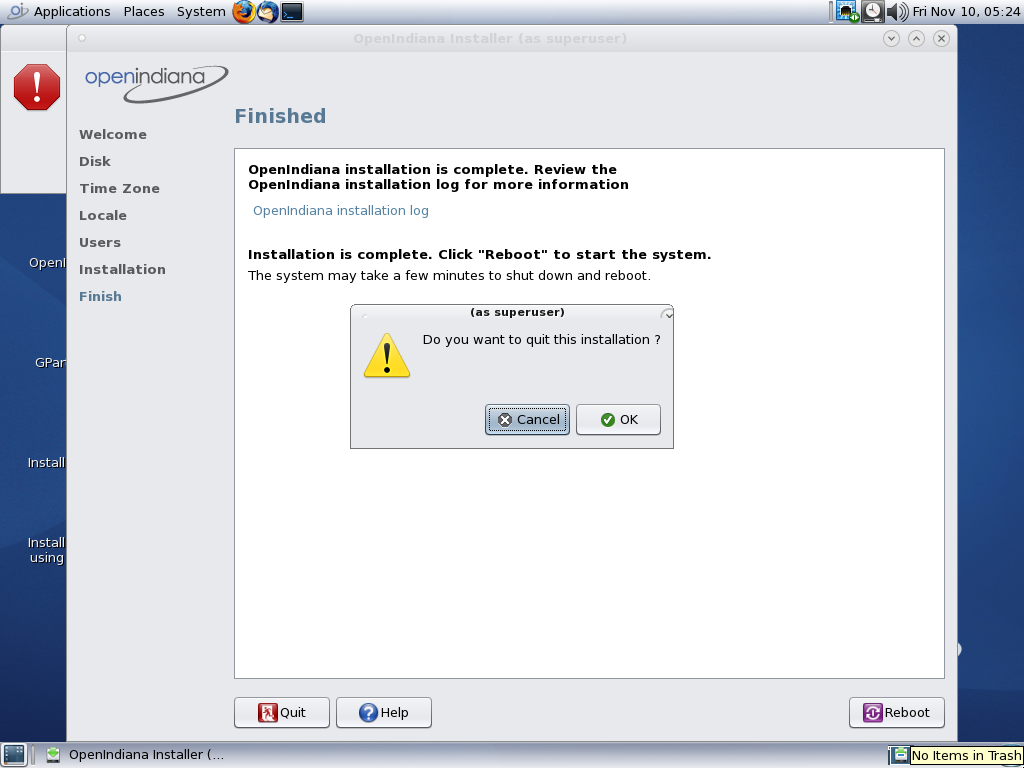 Applications Places System Fri Nov 10, 05:24
OpenIndiana Installer (as superuser)
openindiana
Finished
Welcome
Disk
Time Zone
Locale
Users
Installation
Finish
OpenIndiana installation is complete. Review the
OpenIndiana installation log for more information
OpenIndiana installation log
Installation is complete. Click "Reboot" to start the system.
The system may take a few minutes to shut down and reboot.
(as superuser)
Do you want to quit this installation ?
Cancel OK
OpenI
GPar
Install
Install
using
Quit Help Reboot
OpenIndiana Installer (... No Items in Trash